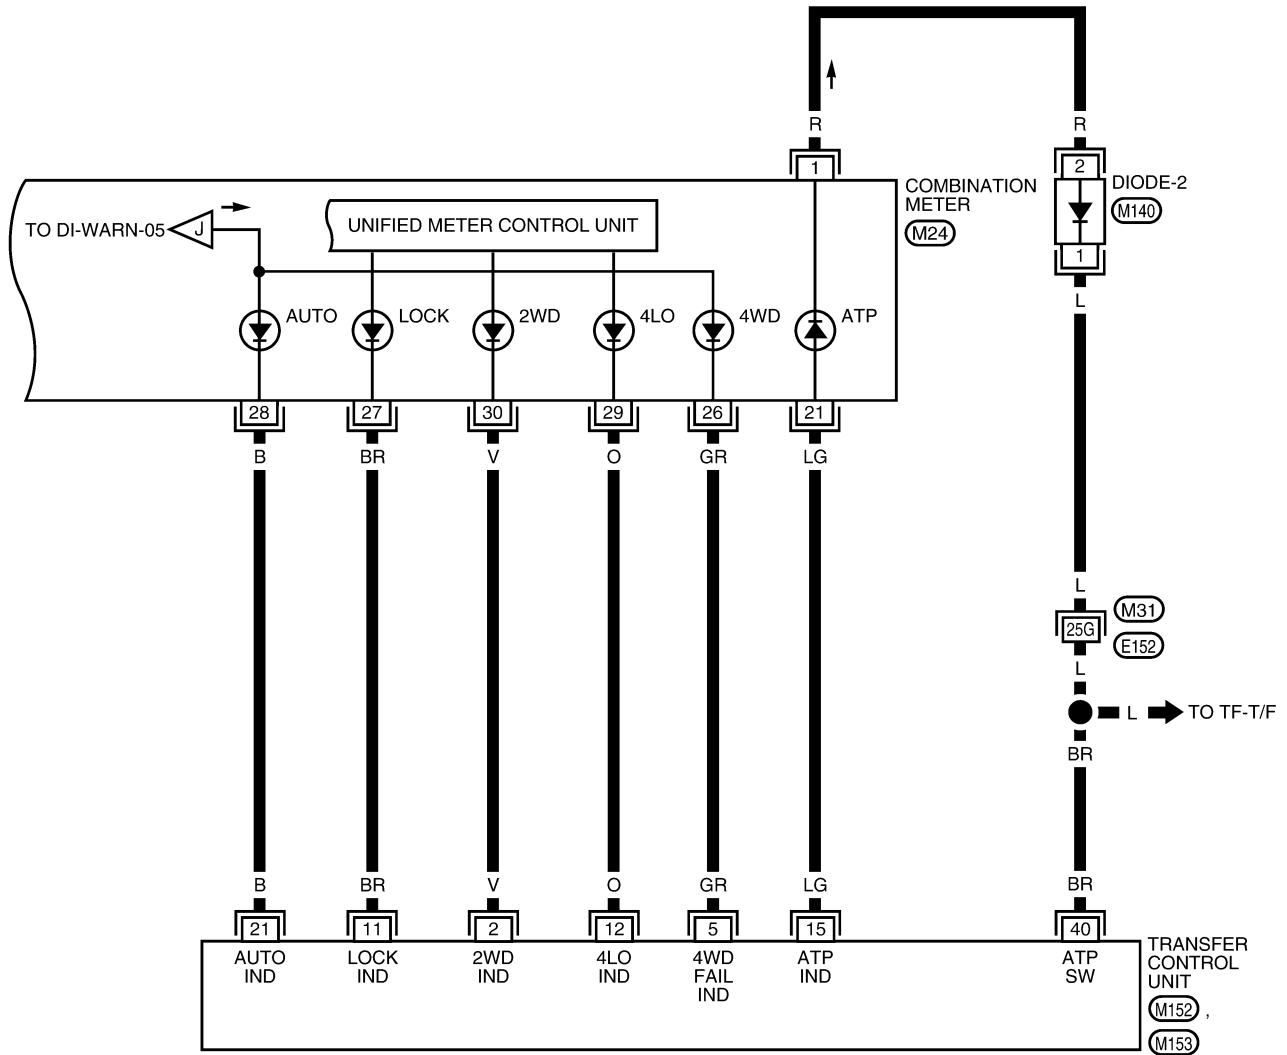 R
R
1
2
COMBINATION
METER
M24
DIODE-2
M140
TO DI-WARN-05
J
UNIFIED METER CONTROL UNIT
1
L
AUTO
LOCK
2WD
4LO
4WD
ATP
28
27
30
29
26
21
B
BR
V
O
GR
LG
L
M31
25G
E152
L
L
TO TF-T/F
BR
B
BR
V
O
GR
LG
BR
21
11
2
12
5
15
40
AUTO
IND
LOCK
IND
2WD
IND
4LO
IND
4WD
FAIL
IND
ATP
IND
ATP
SW
TRANSFER
CONTROL
UNIT
M152 ,
M153